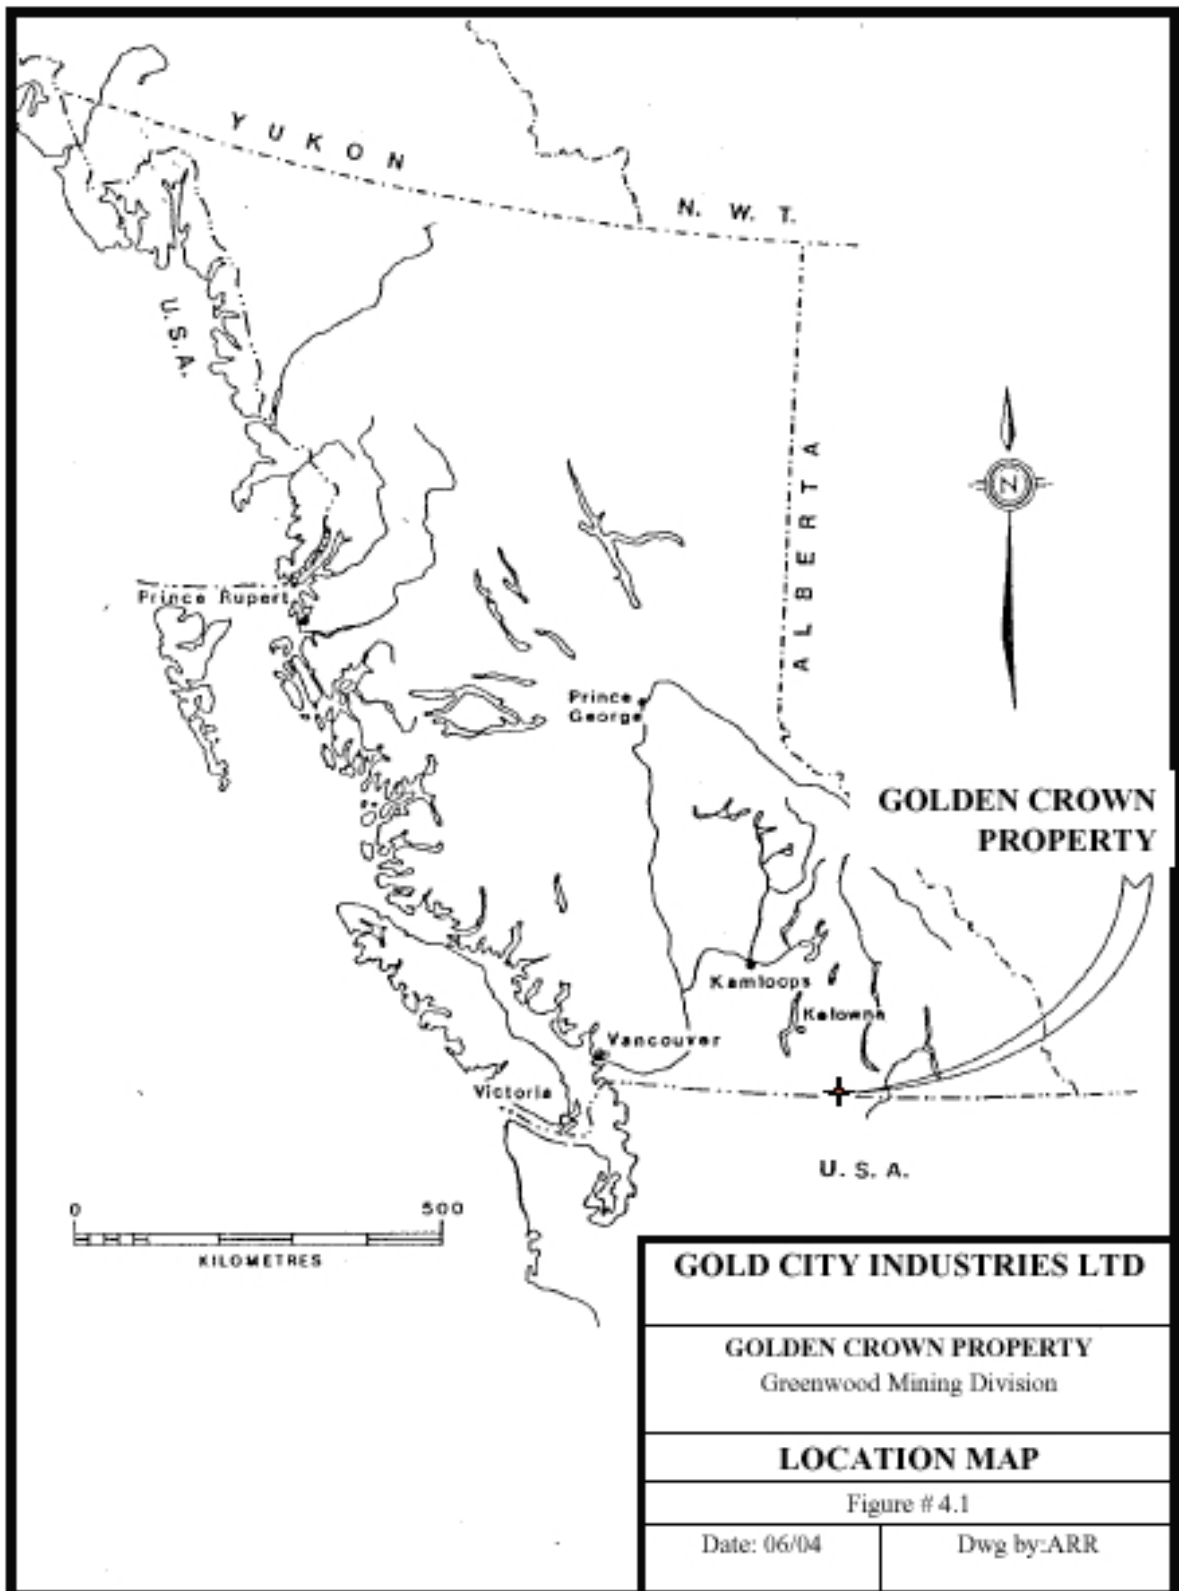 YUKON
N. W. T.
U.S.A.
ALBERTA
N
Prince Rupert
Prince
George
GOLDEN CROWN
PROPERTY
Kamloops
Kelowna
Vancouver
Victoria
U. S. A.
0 500
KILOMETRES
GOLD CITY INDUSTRIES LTD
GOLDEN CROWN PROPERTY
Greenwood Mining Division
LOCATION MAP
Figure # 4.1
Date: 06/04 Dwg by:ARR